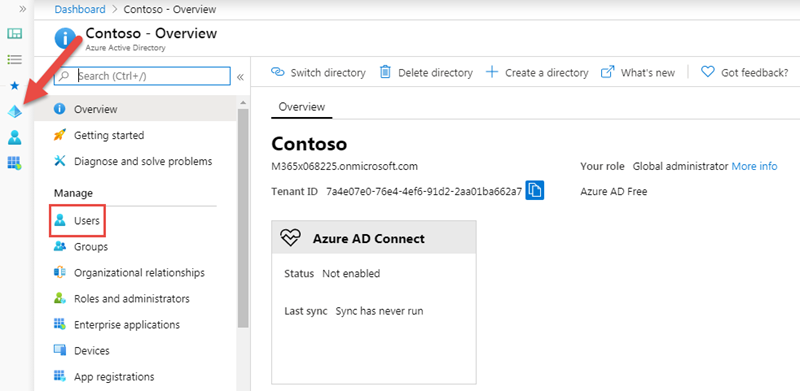 Dashboard > Contoso - Overview
Contoso - Overview
Azure Active Directory
Search (Ctrl+/)
Overview
Getting started
Diagnose and solve problems
Manage
Users
Groups
Organizational relationships
Roles and administrators
Enterprise applications
Devices
App registrations
Switch directory
Delete directory
Create a directory
What's new
Got feedback?
Overview
Contoso
M365x068225.onmicrosoft.com
Your role Global administrator More info
Tenant ID 7a4e07e0-76e4-4ef6-91d2-2aa01ba662a7
Azure AD Free
Azure AD Connect
Status Not enabled
Last sync Sync has never run